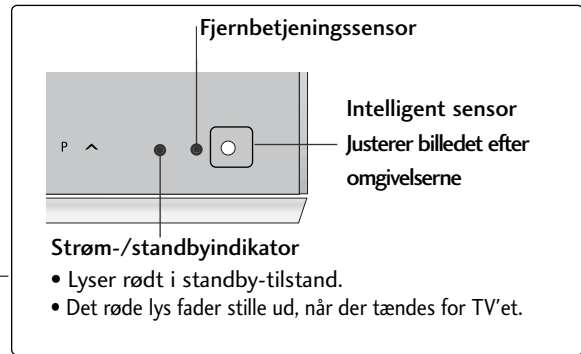 Fjernbetjeningssensor
Intelligent sensor
Justerer billedet efter
omgivelserne
P ^
Strøm-/standbyindikator
• Lyser rødt i standby-tilstand.
• Det røde lys fader stille ud, når der tændes for TV'et.